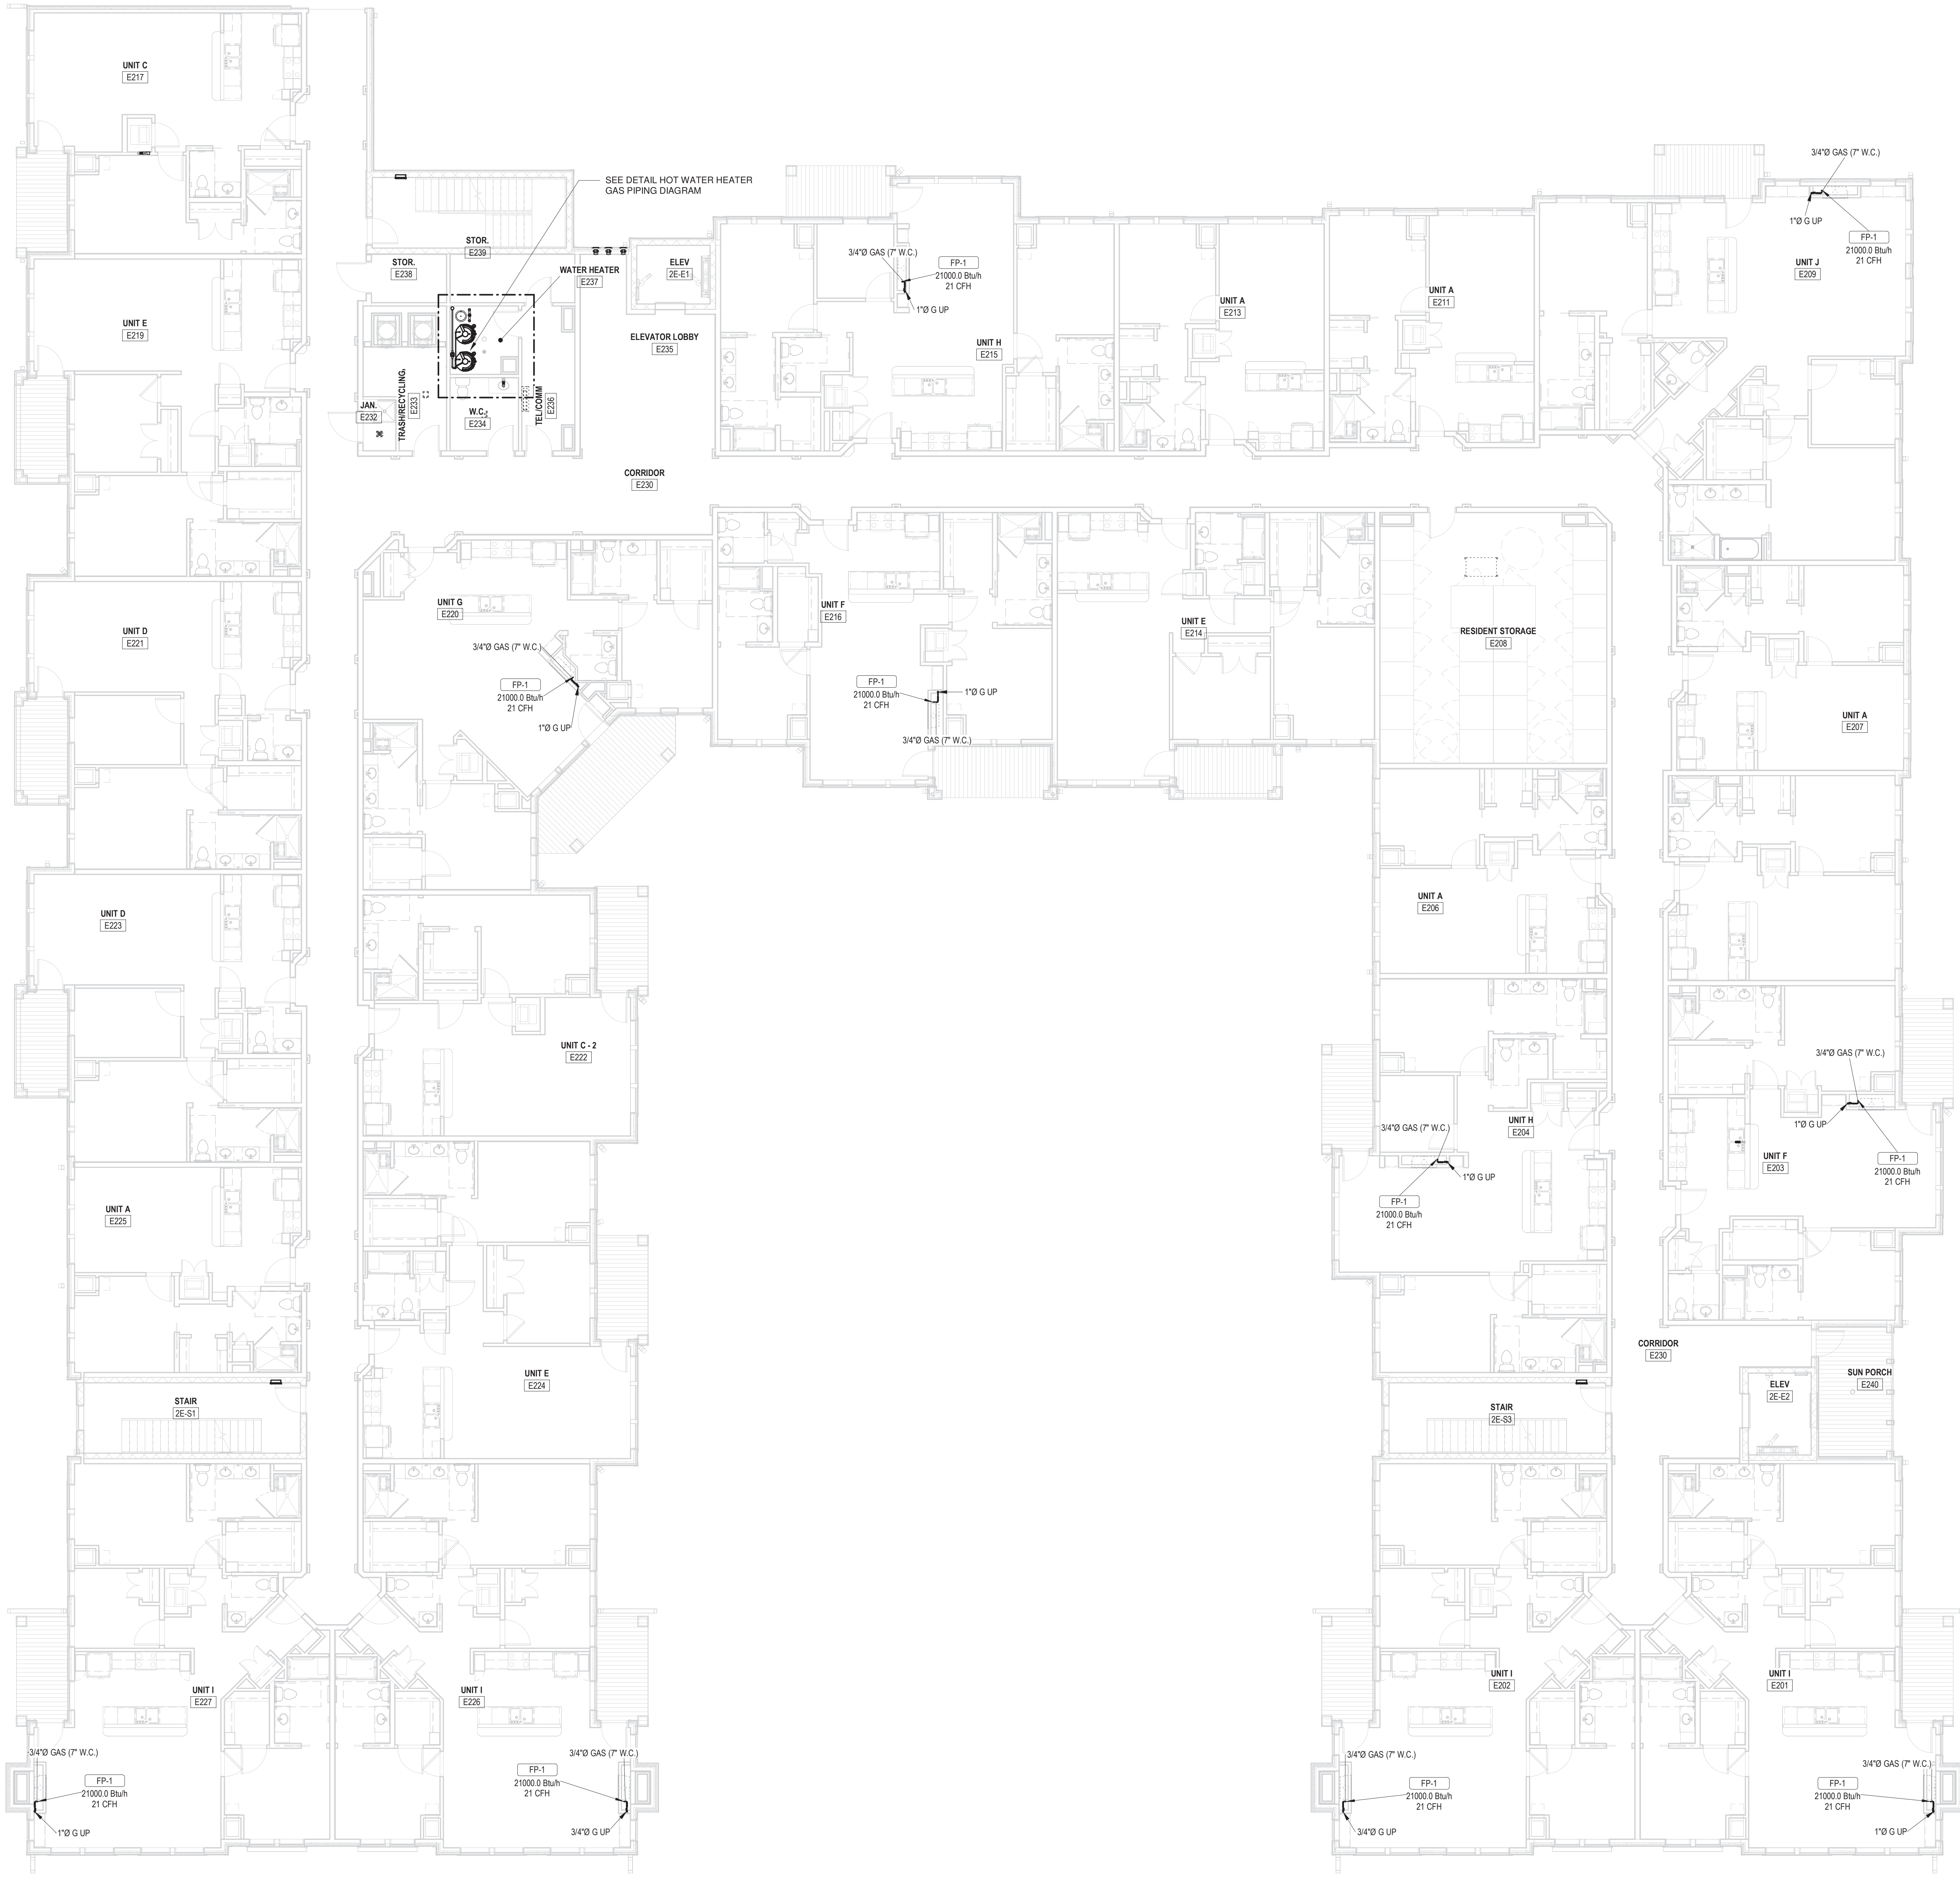 UNIT C
E217
SEE DETAIL HOT WATER HEATER
GAS PIPING DIAGRAM
3/4"Ø GAS (7" W.C.)
1"Ø G UP
FP-1
21000.0 Btu/h
21 CFH
UNIT J
E209
STOR.
E239
STOR.
E238
WATER HEATER
E237
ELEV
2E-E1
3/4"Ø GAS (7" W.C.)
FP-1
21000.0 Btu/h
21 CFH
1"Ø G UP
UNIT H
E215
UNIT A
E213
UNIT A
E211
UNIT E
E219
ELEVATOR LOBBY
E235
JAN.
E232
TRASH/RECYCLING,
E233
W.C.
E234
TEL/COMM
E236
CORRIDOR
E230
UNIT G
E220
3/4"Ø GAS (7" W.C.)
FP-1
21000.0 Btu/h
21 CFH
1"Ø G UP
UNIT F
E216
FP-1
21000.0 Btu/h
21 CFH
1"Ø G UP
3/4"Ø GAS (7" W.C.)
UNIT E
E214
RESIDENT STORAGE
E208
UNIT D
E221
UNIT A
E207
UNIT D
E223
UNIT A
E206
UNIT C - 2
E222
3/4"Ø GAS (7" W.C.)
1"Ø G UP
UNIT F
E203
FP-1
21000.0 Btu/h
21 CFH
UNIT H
E204
3/4"Ø GAS (7" W.C.)
1"Ø G UP
FP-1
21000.0 Btu/h
21 CFH
UNIT A
E225
UNIT E
E224
CORRIDOR
E230
ELEV
2E-E2
SUN PORCH
E240
STAIR
2E-S1
STAIR
2E-S3
UNIT I
E227
UNIT I
E226
UNIT I
E202
UNIT I
E201
3/4"Ø GAS (7" W.C.)
FP-1
21000.0 Btu/h
21 CFH
1"Ø G UP
3/4"Ø GAS (7" W.C.)
FP-1
21000.0 Btu/h
21 CFH
3/4"Ø G UP
3/4"Ø GAS (7" W.C.)
FP-1
21000.0 Btu/h
21 CFH
3/4"Ø G UP
3/4"Ø GAS (7" W.C.)
FP-1
21000.0 Btu/h
21 CFH
1"Ø G UP